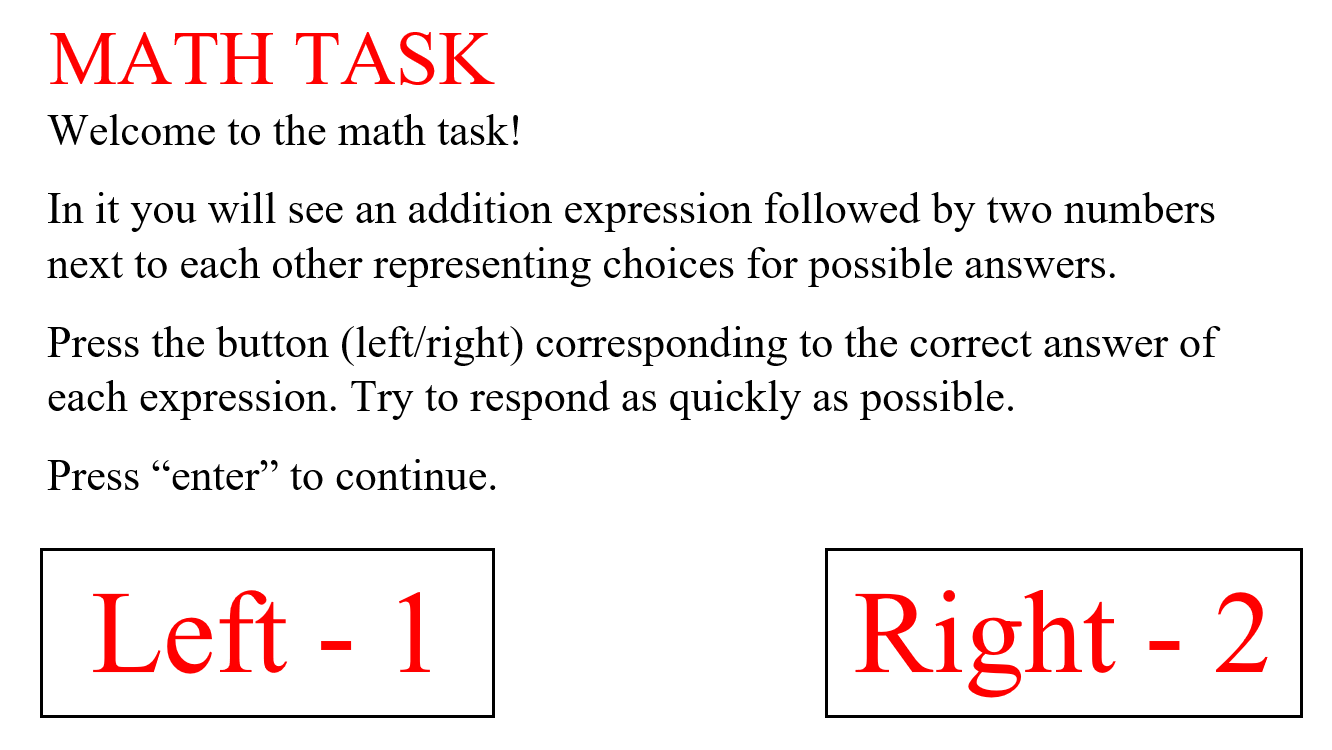 MATH TASK
Welcome to the math task!
In it you will see an addition expression followed by two numbers
next to each other representing choices for possible answers.
Press the button (left/right) corresponding to the correct answer of
each expression. Try to respond as quickly as possible.
Press “enter” to continue.
Left - 1
Right - 2